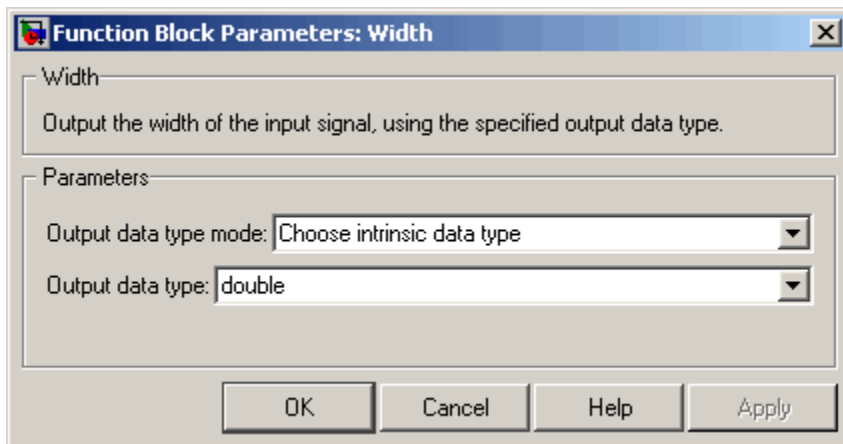 Function Block Parameters: Width
Width
Output the width of the input signal, using the specified output data type.
Parameters
Output data type mode: Choose intrinsic data type
Output data type: double
OK Cancel Help Apply